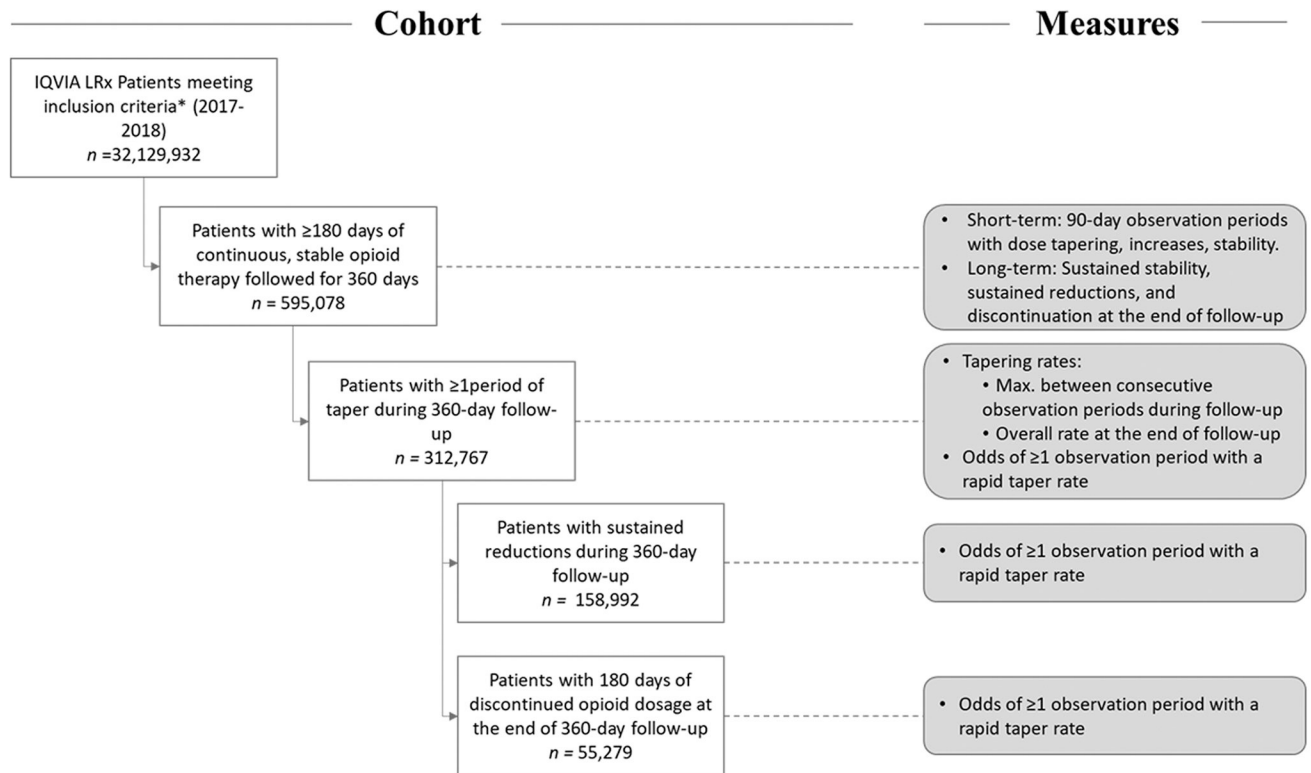 Cohort
Measures
IQVIA LRx Patients meeting
inclusion criteria* (2017-
2018)
n =32,129,932
Patients with ≥180 days of
continuous, stable opioid
therapy followed for 360 days
n = 595,078
• Short-term: 90-day observation periods
with dose tapering, increases, stability.
• Long-term: Sustained stability,
sustained reductions, and
discontinuation at the end of follow-up
Patients with ≥1period of
taper during 360-day follow-
up
n = 312,767
• Tapering rates:
• Max. between consecutive
observation periods during follow-up
• Overall rate at the end of follow-up
• Odds of ≥1 observation period with a
rapid taper rate
Patients with sustained
reductions during 360-day
follow-up
n = 158,992
• Odds of ≥1 observation period with a
rapid taper rate
Patients with 180 days of
discontinued opioid dosage at
the end of 360-day follow-up
n = 55,279
• Odds of ≥1 observation period with a
rapid taper rate